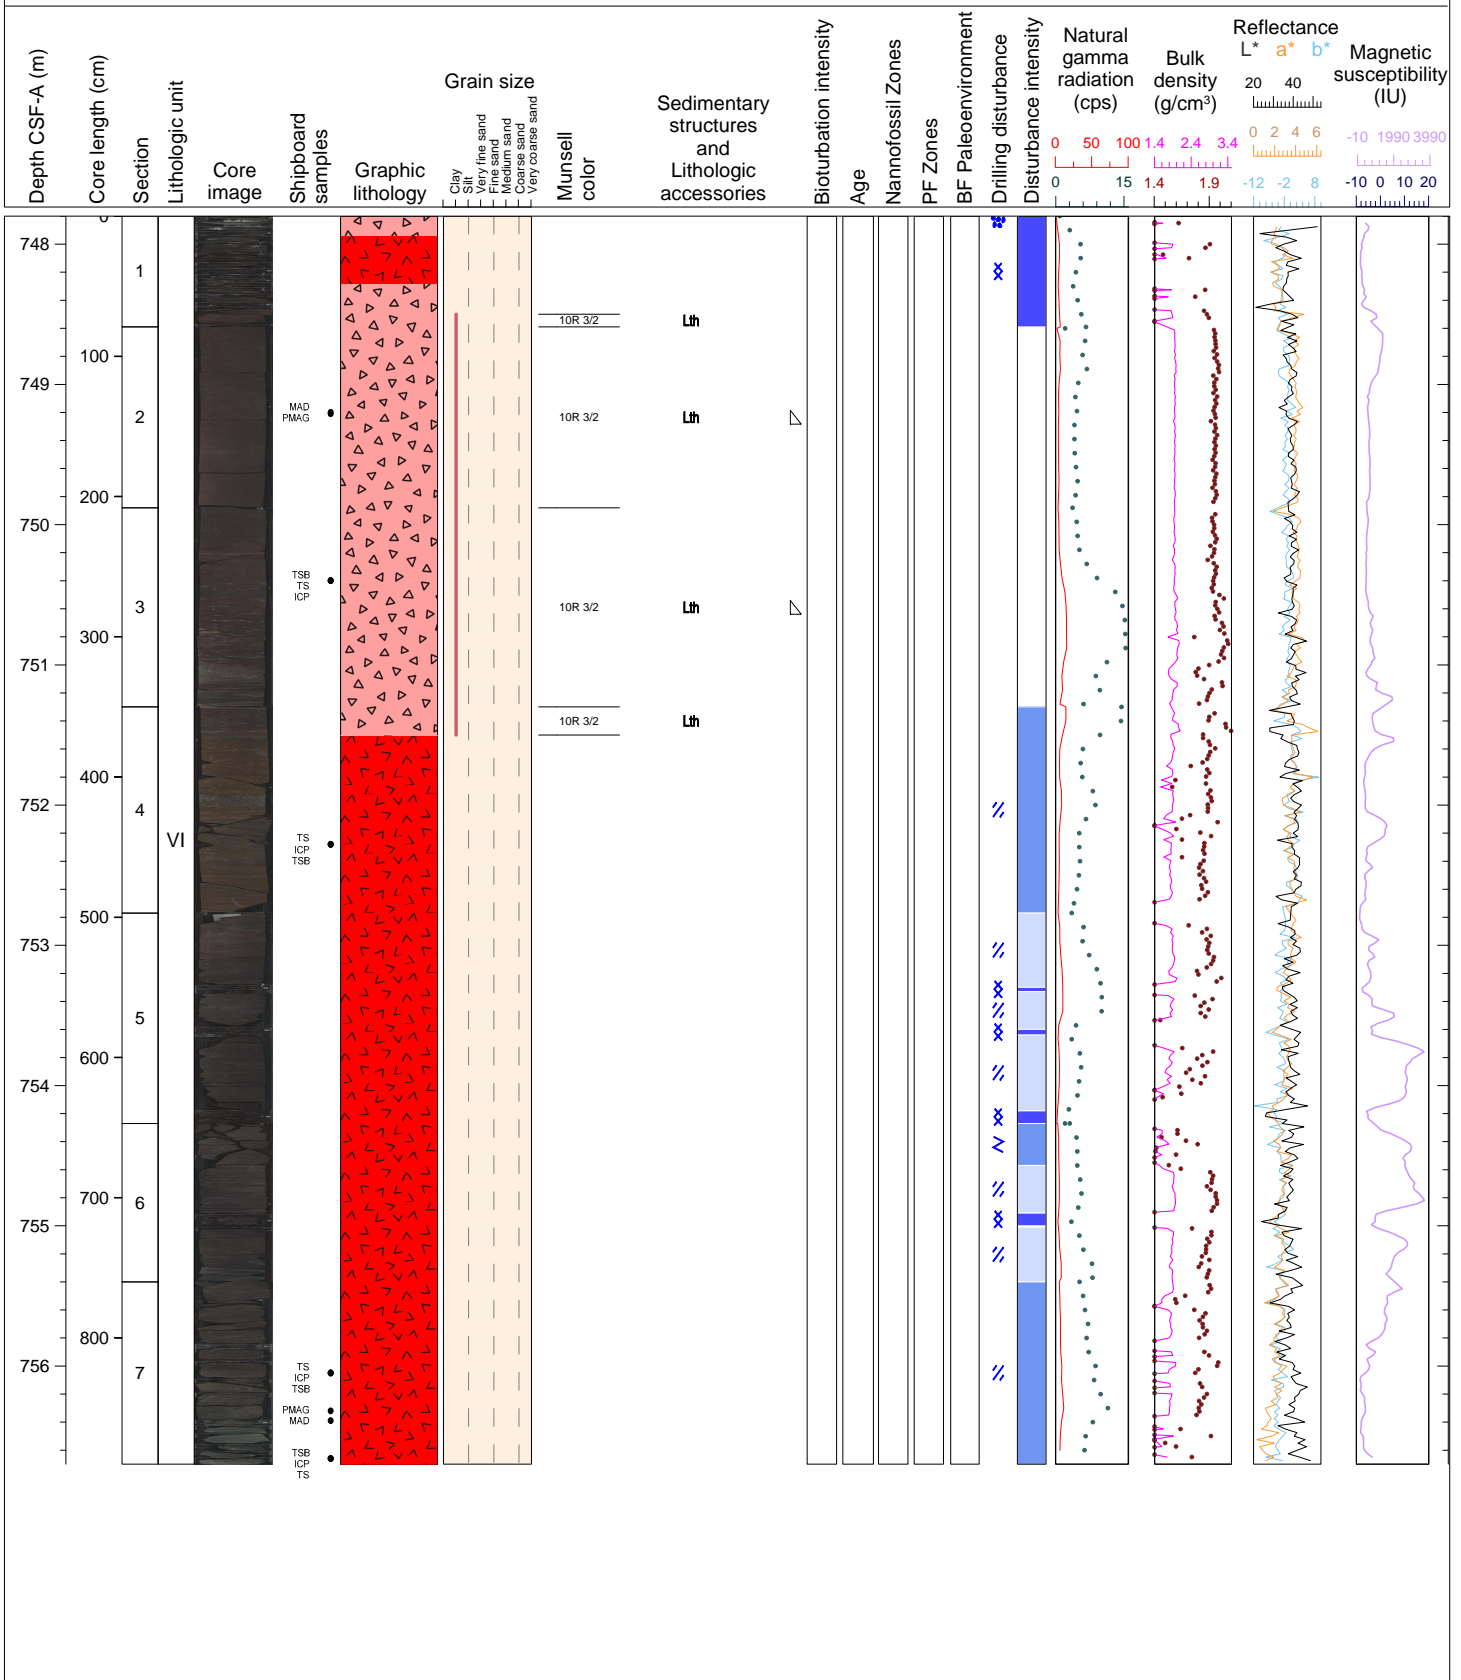 Depth CSF-A (m)
Core length (cm)
Section
Lithologic unit
Core
image
Shipboard
samples
Graphic
lithology
Grain size
Clay
Silt
Very fine sand
Fine sand
Medium sand
Coarse sand
Very coarse sand
Munsell
color
Sedimentary
structures
and
Lithologic
accessories
Bioturbation intensity
Age
Nannofossil Zones
PF Zones
BF Paleoenvironment
Drilling disturbance
Disturbance intensity
Natural
gamma
radiation
(cps)
0 50 100
0 15
Bulk
density
(g/cm³)
1.4 2.4 3.4
1.4 1.9
Reflectance
L* a* b*
20 40
0 2 4 6
-12 -2 8
Magnetic
susceptibility
(IU)
-10 1990 3990
-10 0 10 20
0
748
1
10R 3/2
Lth
100
749
MAD
PMAG
2
10R 3/2
Lth
200
750
TSB
TS
ICP
3
10R 3/2
Lth
300
751
10R 3/2
Lth
400
752
4
VI
TS
ICP
TSB
500
753
5
600
754
700
6
755
800
756
7
TS
ICP
TSB
PMAG
MAD
TSB
ICP
TS